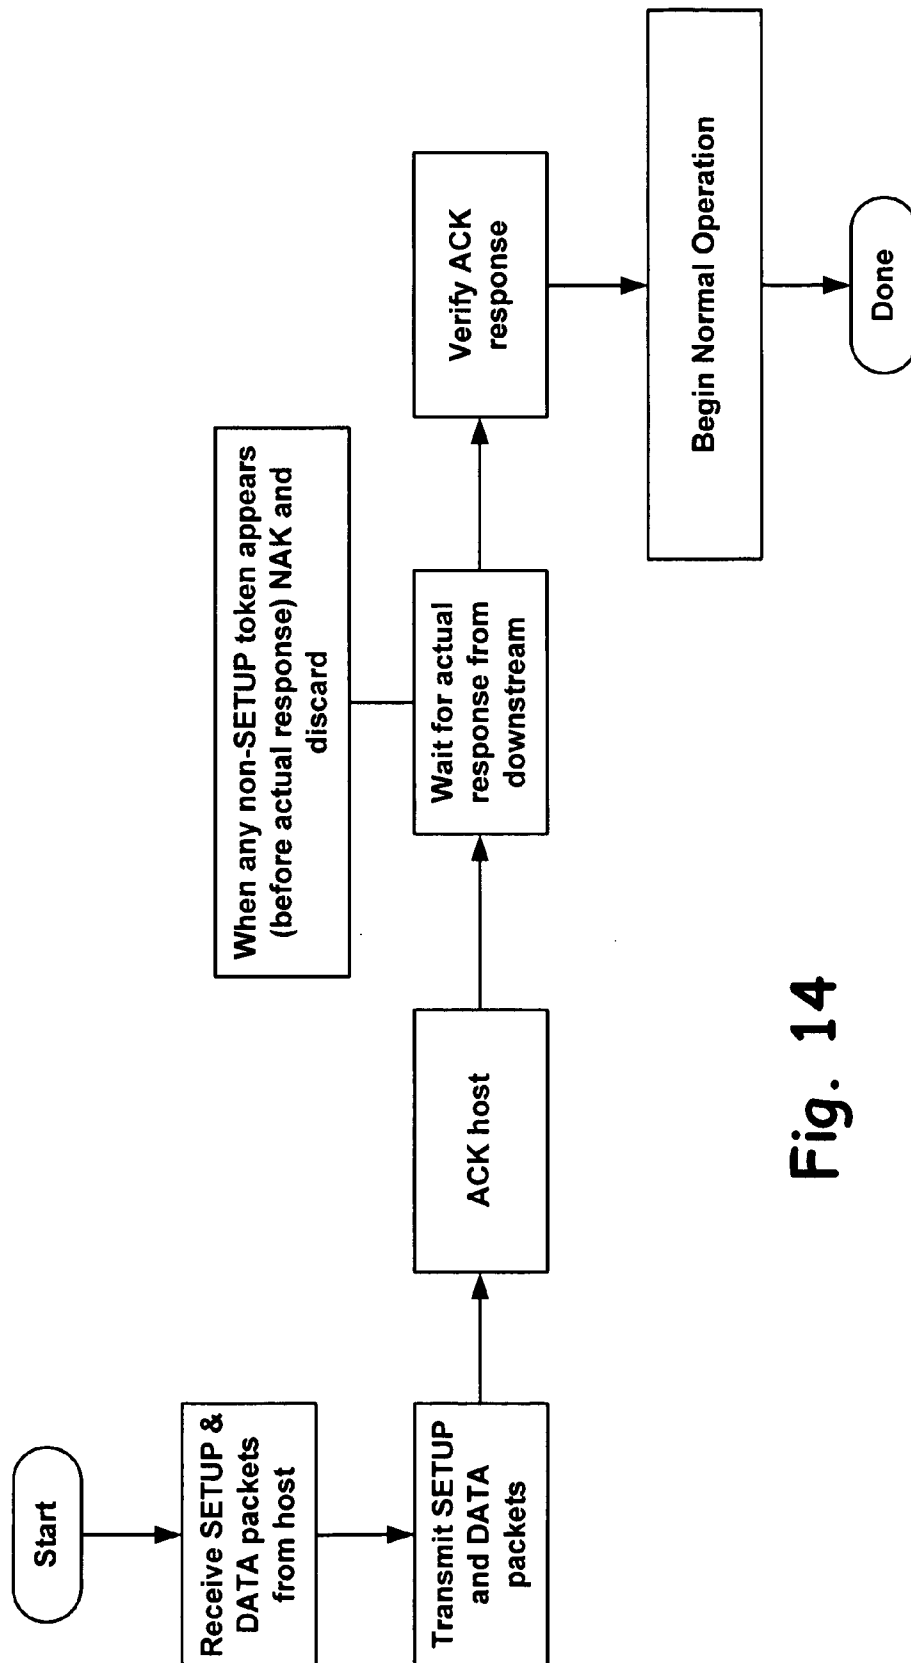 Start
Receive SETUP &
DATA packets
from host
Transmit SETUP
and DATA
packets
ACK host
When any non-SETUP token appears
(before actual response) NAK and
discard
Wait for actual
response from
downstream
Verify ACK
response
Begin Normal Operation
Done
Fig. 14